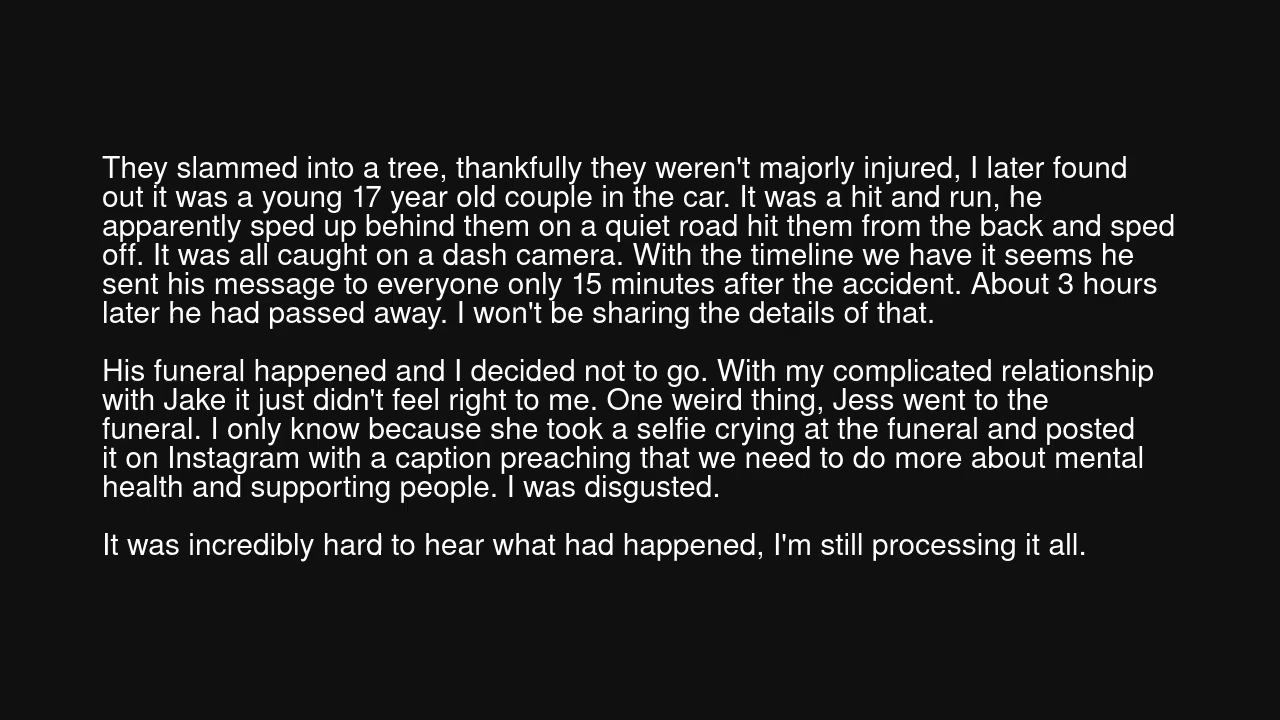 They slammed into a tree, thankfully they weren't majorly injured, I later found
out it was a young 17 year old couple in the car. It was a hit and run, he
apparently sped up behind them on a quiet road hit them from the back and sped
off. It was all caught on a dash camera. With the timeline we have it seems he
sent his message to everyone only 15 minutes after the accident. About 3 hours
later he had passed away. I won't be sharing the details of that.
His funeral happened and I decided not to go. With my complicated relationship
with Jake it just didn't feel right to me. One weird thing, Jess went to the
funeral. I only know because she took a selfie crying at the funeral and posted
it on Instagram with a caption preaching that we need to do more about mental
health and supporting people. I was disgusted.
It was incredibly hard to hear what had happened, I'm still processing it all.